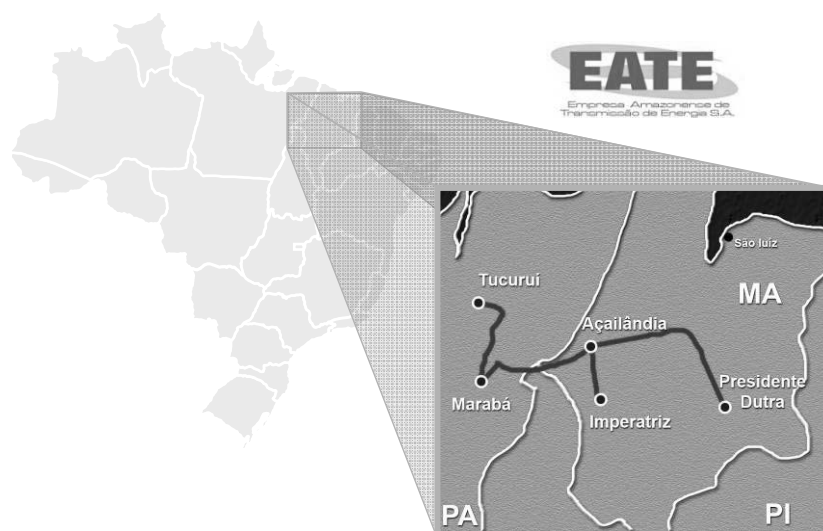 EATE
Empresa Amazonense de
Transmissão de Energia S.A.
São luiz
Tucuruí
MA
Açailândia
Presidente
Dutra
Marabá
Imperatriz
PA
PI